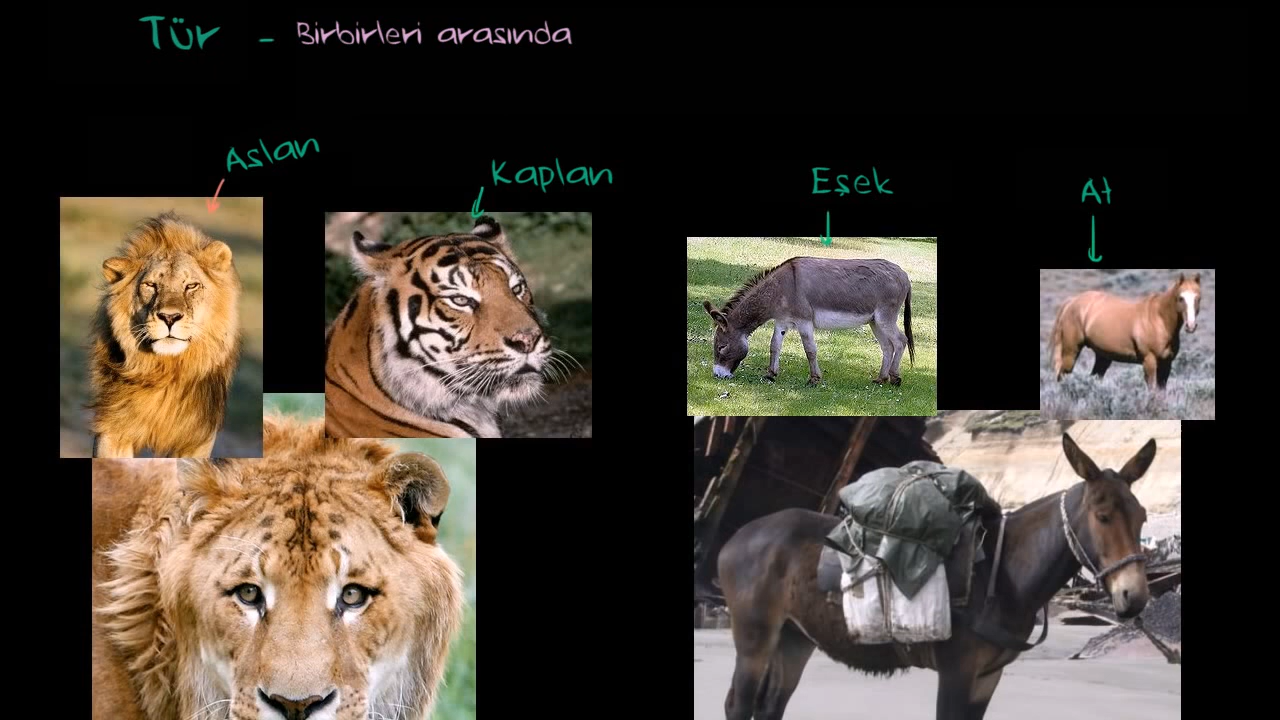 Tür - Birbirleri arasında
Aslan
Kaplan
Eşek
At